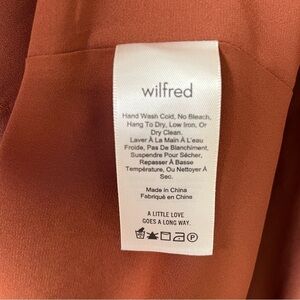 wilfred
Hand Wash Cold, No Bleach,
Hang To Dry, Low Iron, Or
Dry Clean.
Laver À La Main À L'eau
Froide, Pas De Blanchiment,
Suspendre Pour Sécher,
Repasser À Basse
Température, Ou Nettoyer À
Sec.
Made in China
Fabriqué en Chine
A LITTLE LOVE
GOES A LONG WAY.
P